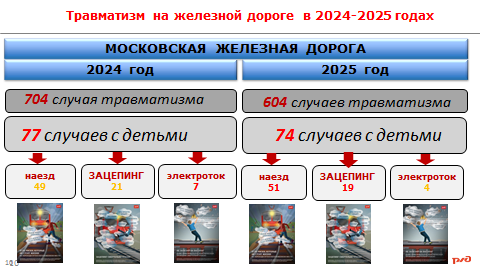 Травматизм на железной дороге в 2024-2025 годах
МОСКОВСКАЯ ЖЕЛЕЗНАЯ ДОРОГА
2024 год
2025 год
704 случая травматизма
604 случаев травматизма
77 случаев с детьми
74 случаев с детьми
наезд
49
ЗАЦЕПИНГ
21
электроток
7
наезд
51
ЗАЦЕПИНГ
19
электроток
4
10
РЖД